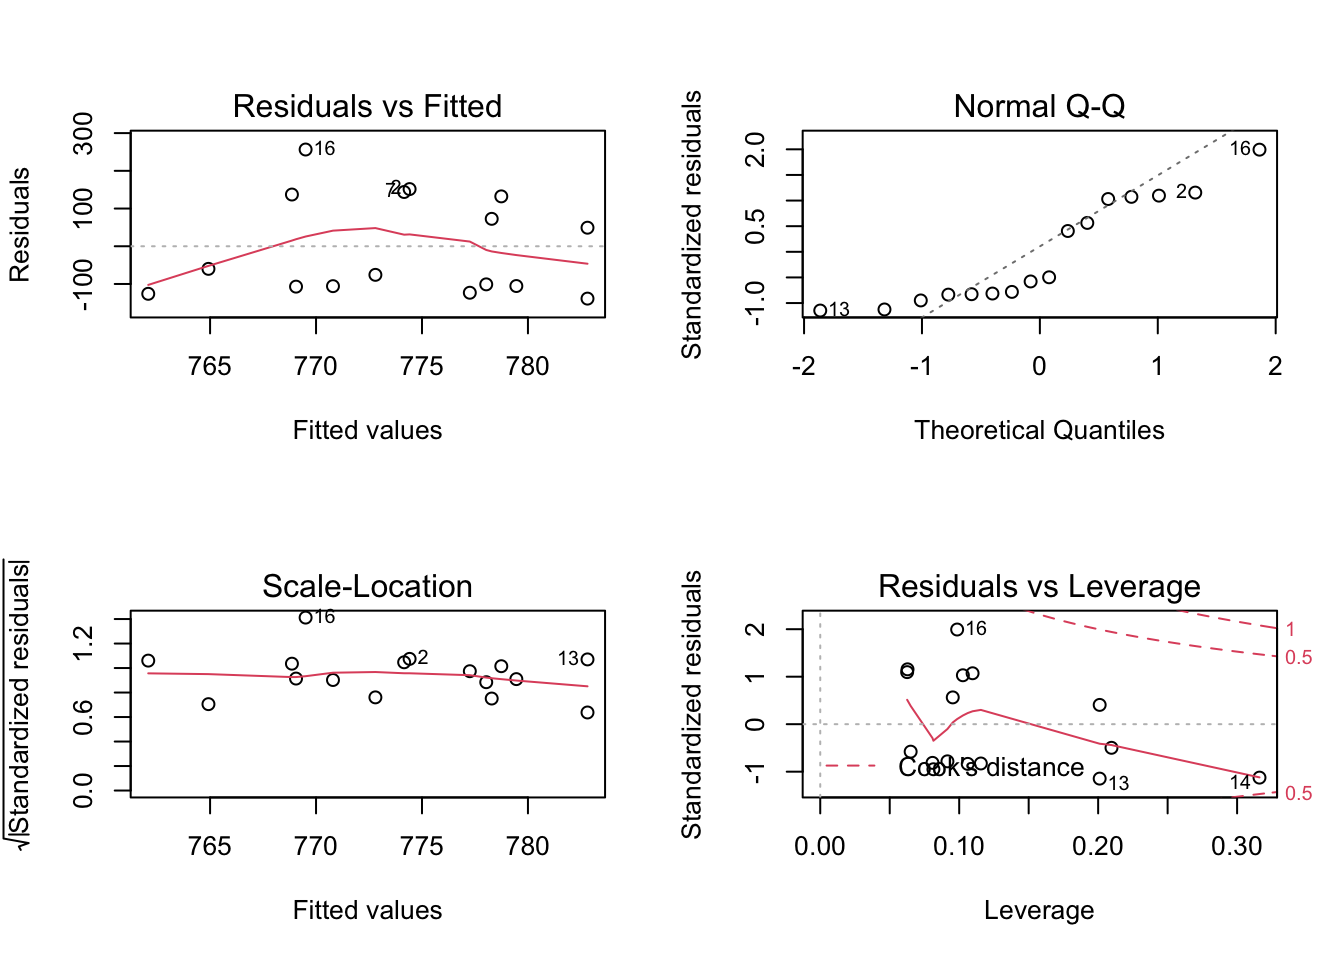 Residuals vs Fitted
Residuals
-100 100 300
16
7 2
765 770 775 780
Fitted values
Normal Q-Q
Standardized residuals
-1.0 0.5 2.0
16
2
13
-2 -1 0 1 2
Theoretical Quantiles
Scale-Location
√|Standardized residuals|
0.0 0.6 1.2
16
2
13
765 770 775 780
Fitted values
Residuals vs Leverage
Standardized residuals
-1 0 1 2
16
1
0.5
Cook's distance
13
14
0.5
0.00 0.10 0.20 0.30
Leverage